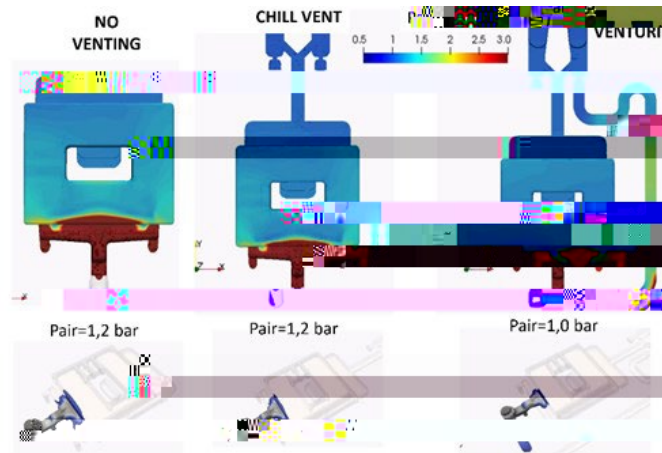 NO
VENTING
CHILL VENT
0.5 1 1.5 2 2.5 3.0
Pair=1,2 bar
Pair=1,2 bar
Pair=1,0 bar